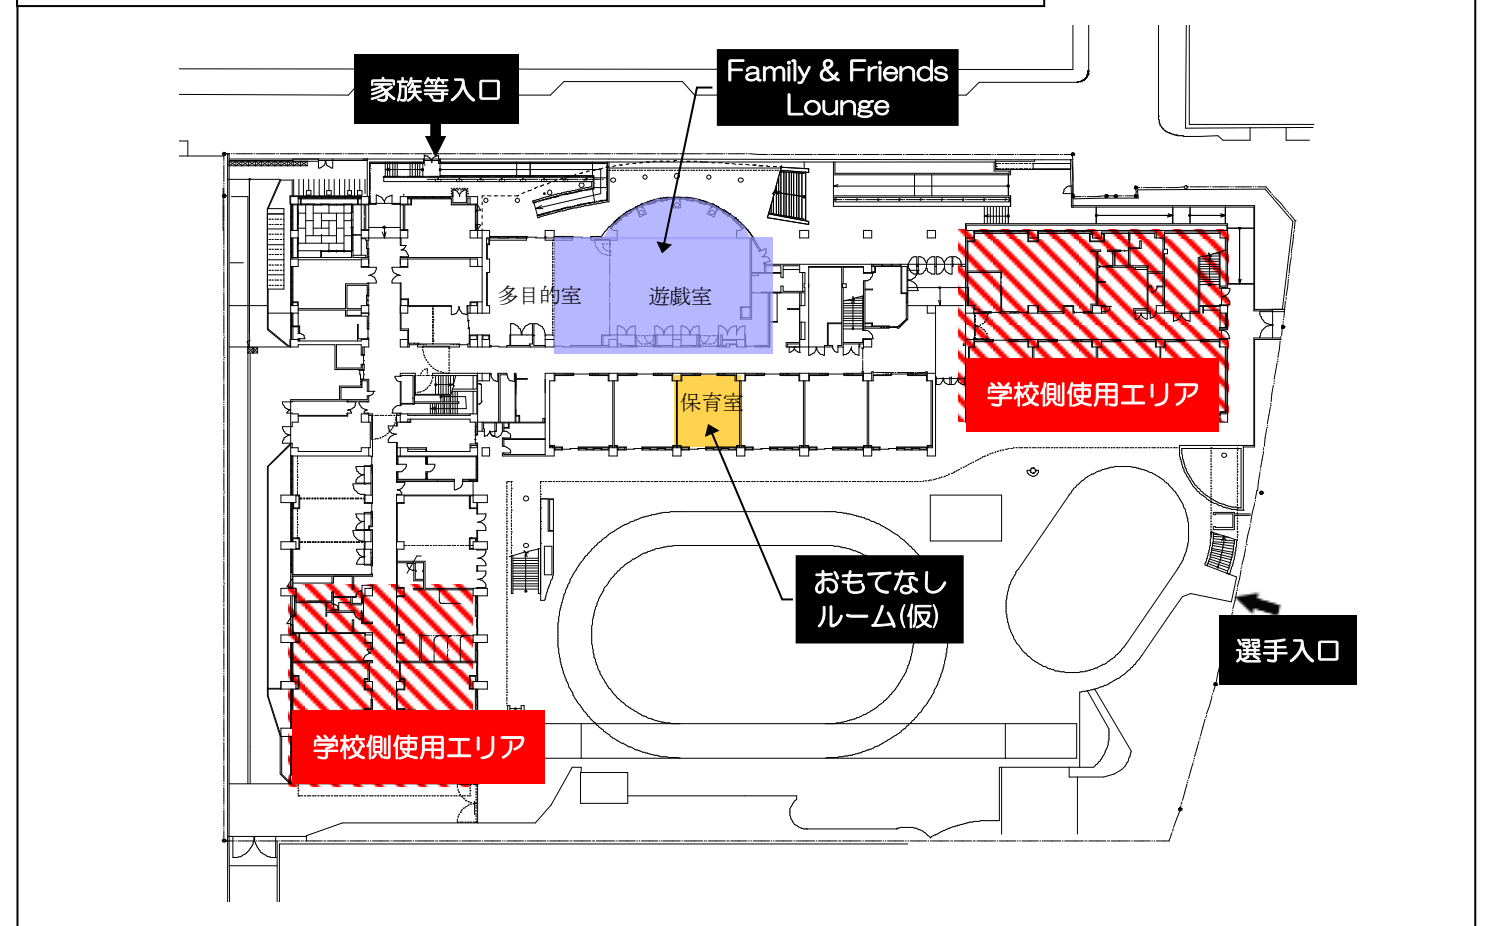 家族等入口
Family & Friends
Lounge
多目的室
遊戯室
学校側使用エリア
保育室
おもてなし
ルーム(仮)
選手入口
学校側使用エリア